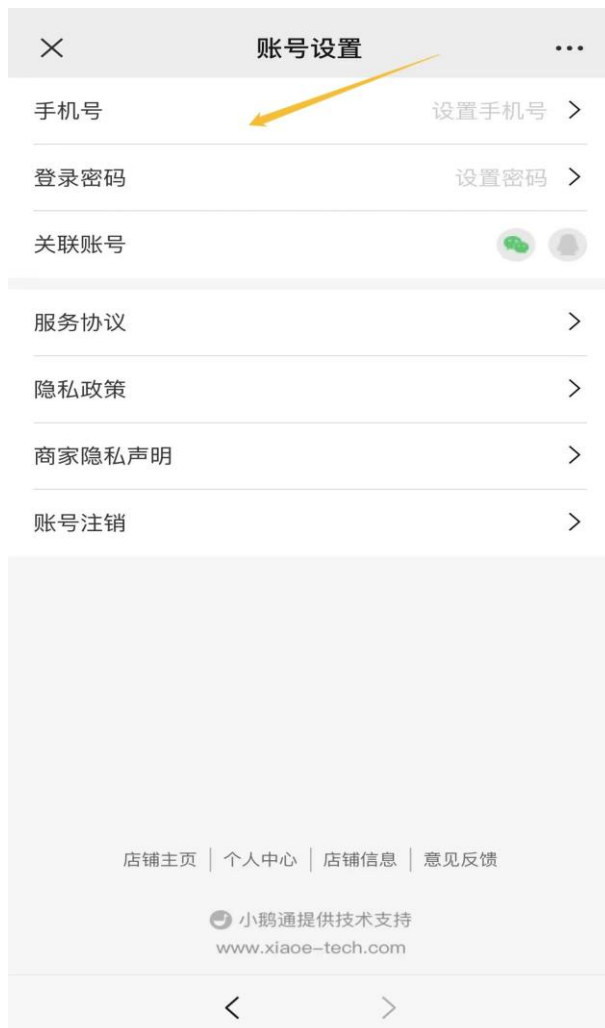 账号设置
手机号 设置手机号
登录密码 设置密码
关联账号
服务协议
隐私政策
商家隐私声明
账号注销
店铺主页 | 个人中心 | 店铺信息 | 意见反馈
小鹅通提供技术支持
www.xiaoe-tech.com